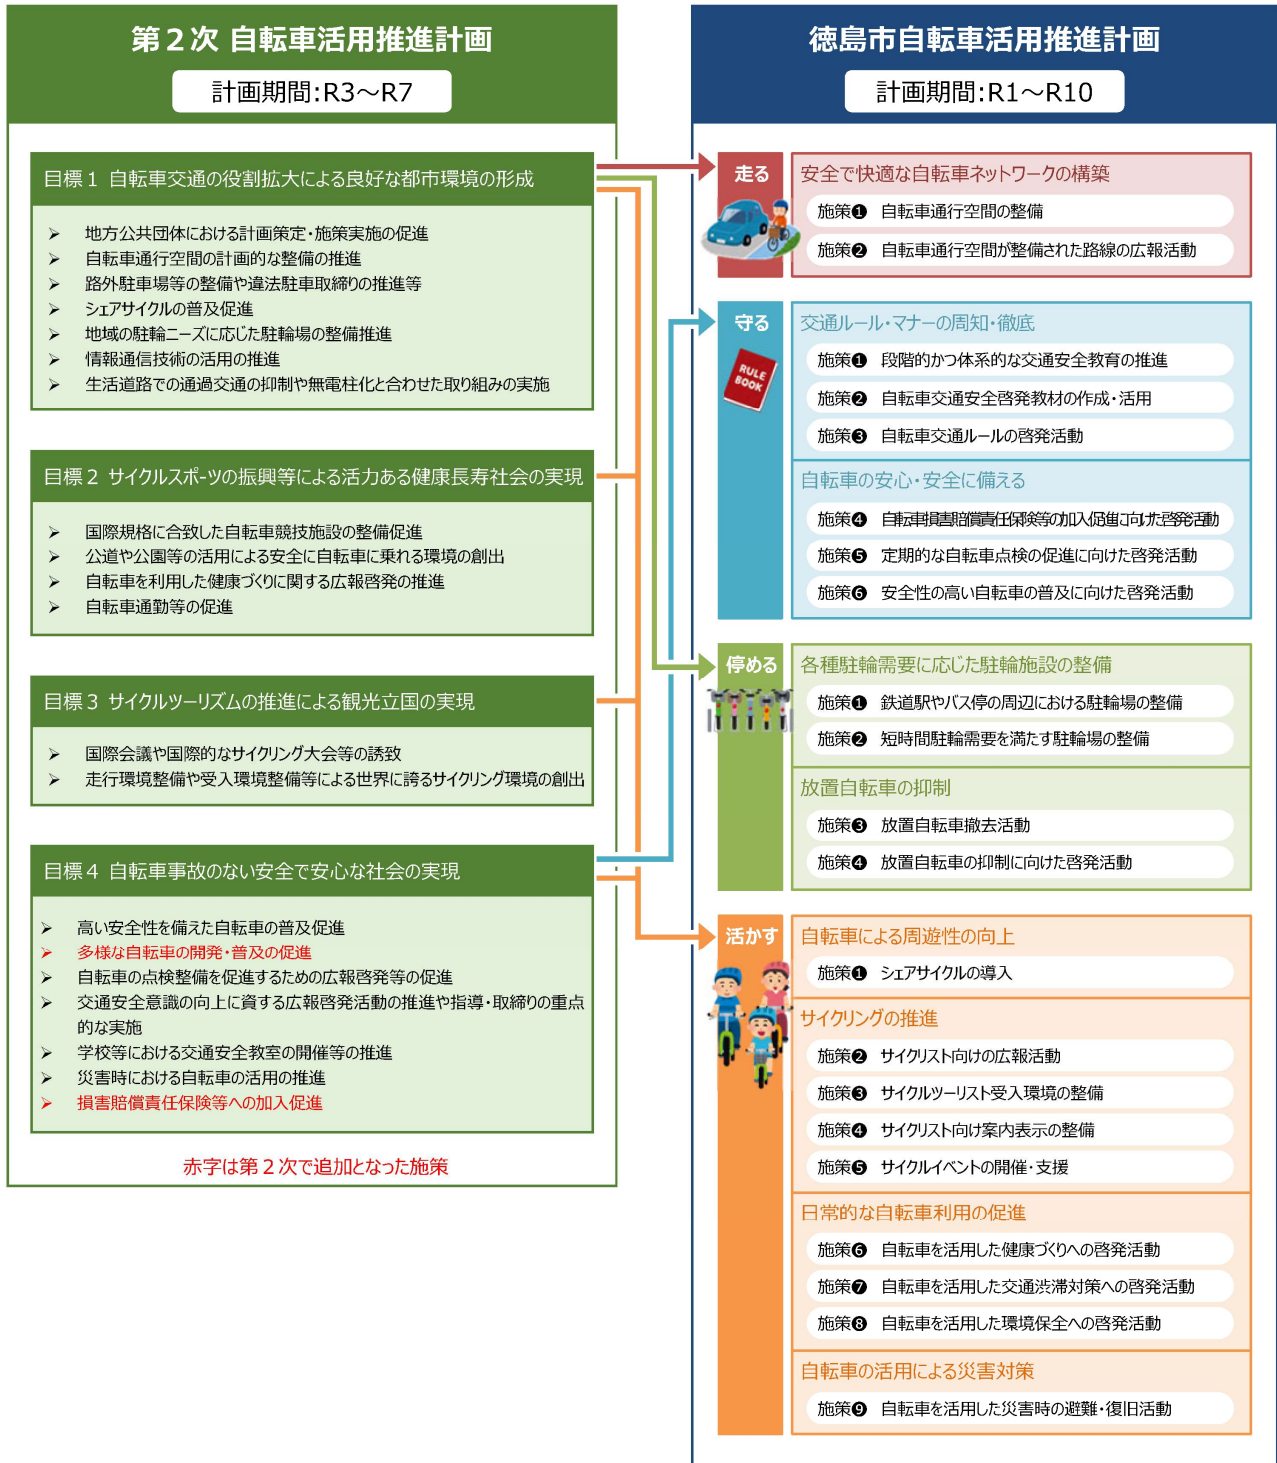 第２次 自転車活用推進計画
計画期間:R3～R7
目標１ 自転車交通の役割拡大による良好な都市環境の形成
➢ 地方公共団体における計画策定・施策実施の促進
➢ 自転車通行空間の計画的な整備の推進
➢ 路外駐車場等の整備や違法駐車取締りの推進等
➢ シェアサイクルの普及促進
➢ 地域の駐輪ニーズに応じた駐輪場の整備推進
➢ 情報通信技術の活用の推進
➢ 生活道路での通過交通の抑制や無電柱化と合わせた取り組みの実施
目標２ サイクルスポーツの振興等による活力ある健康長寿社会の実現
➢ 国際規格に合致した自転車競技施設の整備促進
➢ 公道や公園等の活用による安全に自転車に乗れる環境の創出
➢ 自転車を利用した健康づくりに関する広報啓発の推進
➢ 自転車通勤等の促進
目標３ サイクルツーリズムの推進による観光立国の実現
➢ 国際会議や国際的なサイクリング大会等の誘致
➢ 走行環境整備や受入環境整備等による世界に誇るサイクリング環境の創出
目標４ 自転車事故のない安全で安心な社会の実現
➢ 高い安全性を備えた自転車の普及促進
➢ 多様な自転車の開発・普及の促進
➢ 自転車の点検整備を促進するための広報啓発等の促進
➢ 交通安全意識の向上に資する広報啓発活動の推進や指導・取締りの重点
的な実施
➢ 学校等における交通安全教室の開催等の推進
➢ 災害時における自転車の活用の推進
➢ 損害賠償責任保険等への加入促進
赤字は第２次で追加となった施策
徳島市自転車活用推進計画
計画期間:R1～R10
走る
安全で快適な自転車ネットワークの構築
施策❶ 自転車通行空間の整備
施策❷ 自転車通行空間が整備された路線の広報活動
守る
RULE
BOOK
交通ルール・マナーの周知・徹底
施策❶ 段階的かつ体系的な交通安全教育の推進
施策❷ 自転車交通安全啓発教材の作成・活用
施策❸ 自転車交通ルールの啓発活動
自転車の安心・安全に備える
施策❹ 自転車損害賠償責任保険等の加入促進に向けた啓発活動
施策❺ 定期的な自転車点検の促進に向けた啓発活動
施策❻ 安全性の高い自転車の普及に向けた啓発活動
停める
各種駐輪需要に応じた駐輪施設の整備
施策❶ 鉄道駅やバス停の周辺における駐輪場の整備
施策❷ 短時間駐輪需要を満たす駐輪場の整備
放置自転車の抑制
施策❸ 放置自転車撤去活動
施策❹ 放置自転車の抑制に向けた啓発活動
活かす
自転車による周遊性の向上
施策❶ シェアサイクルの導入
サイクリングの推進
施策❷ サイクリスト向けの広報活動
施策❸ サイクルツーリスト受入環境の整備
施策❹ サイクリスト向け案内表示の整備
施策❺ サイクルイベントの開催・支援
日常的な自転車利用の促進
施策❻ 自転車を活用した健康づくりへの啓発活動
施策❼ 自転車を活用した交通渋滞対策への啓発活動
施策❽ 自転車を活用した環境保全への啓発活動
自転車の活用による災害対策
施策❾ 自転車を活用した災害時の避難・復旧活動